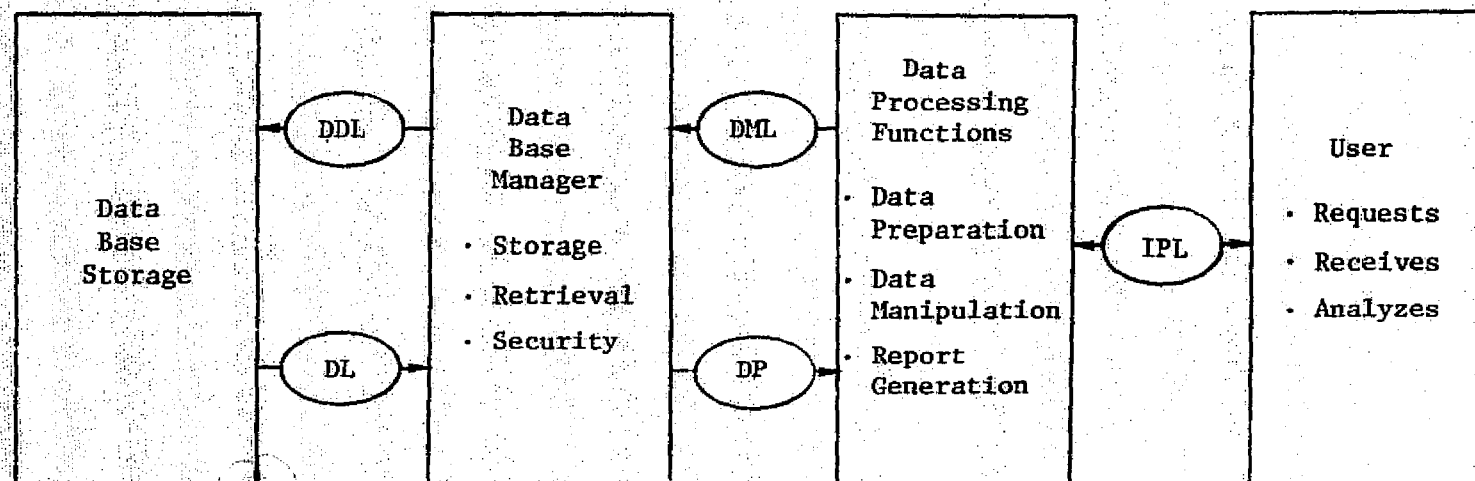 Data
Base
Storage
DDL
DL
Data
Base
Manager
· Storage
· Retrieval
· Security
DML
DP
Data
Processing
Functions
· Data
Preparation
· Data
Manipulation
· Report
Generation
IPL
User
· Requests
· Receives
· Analyzes